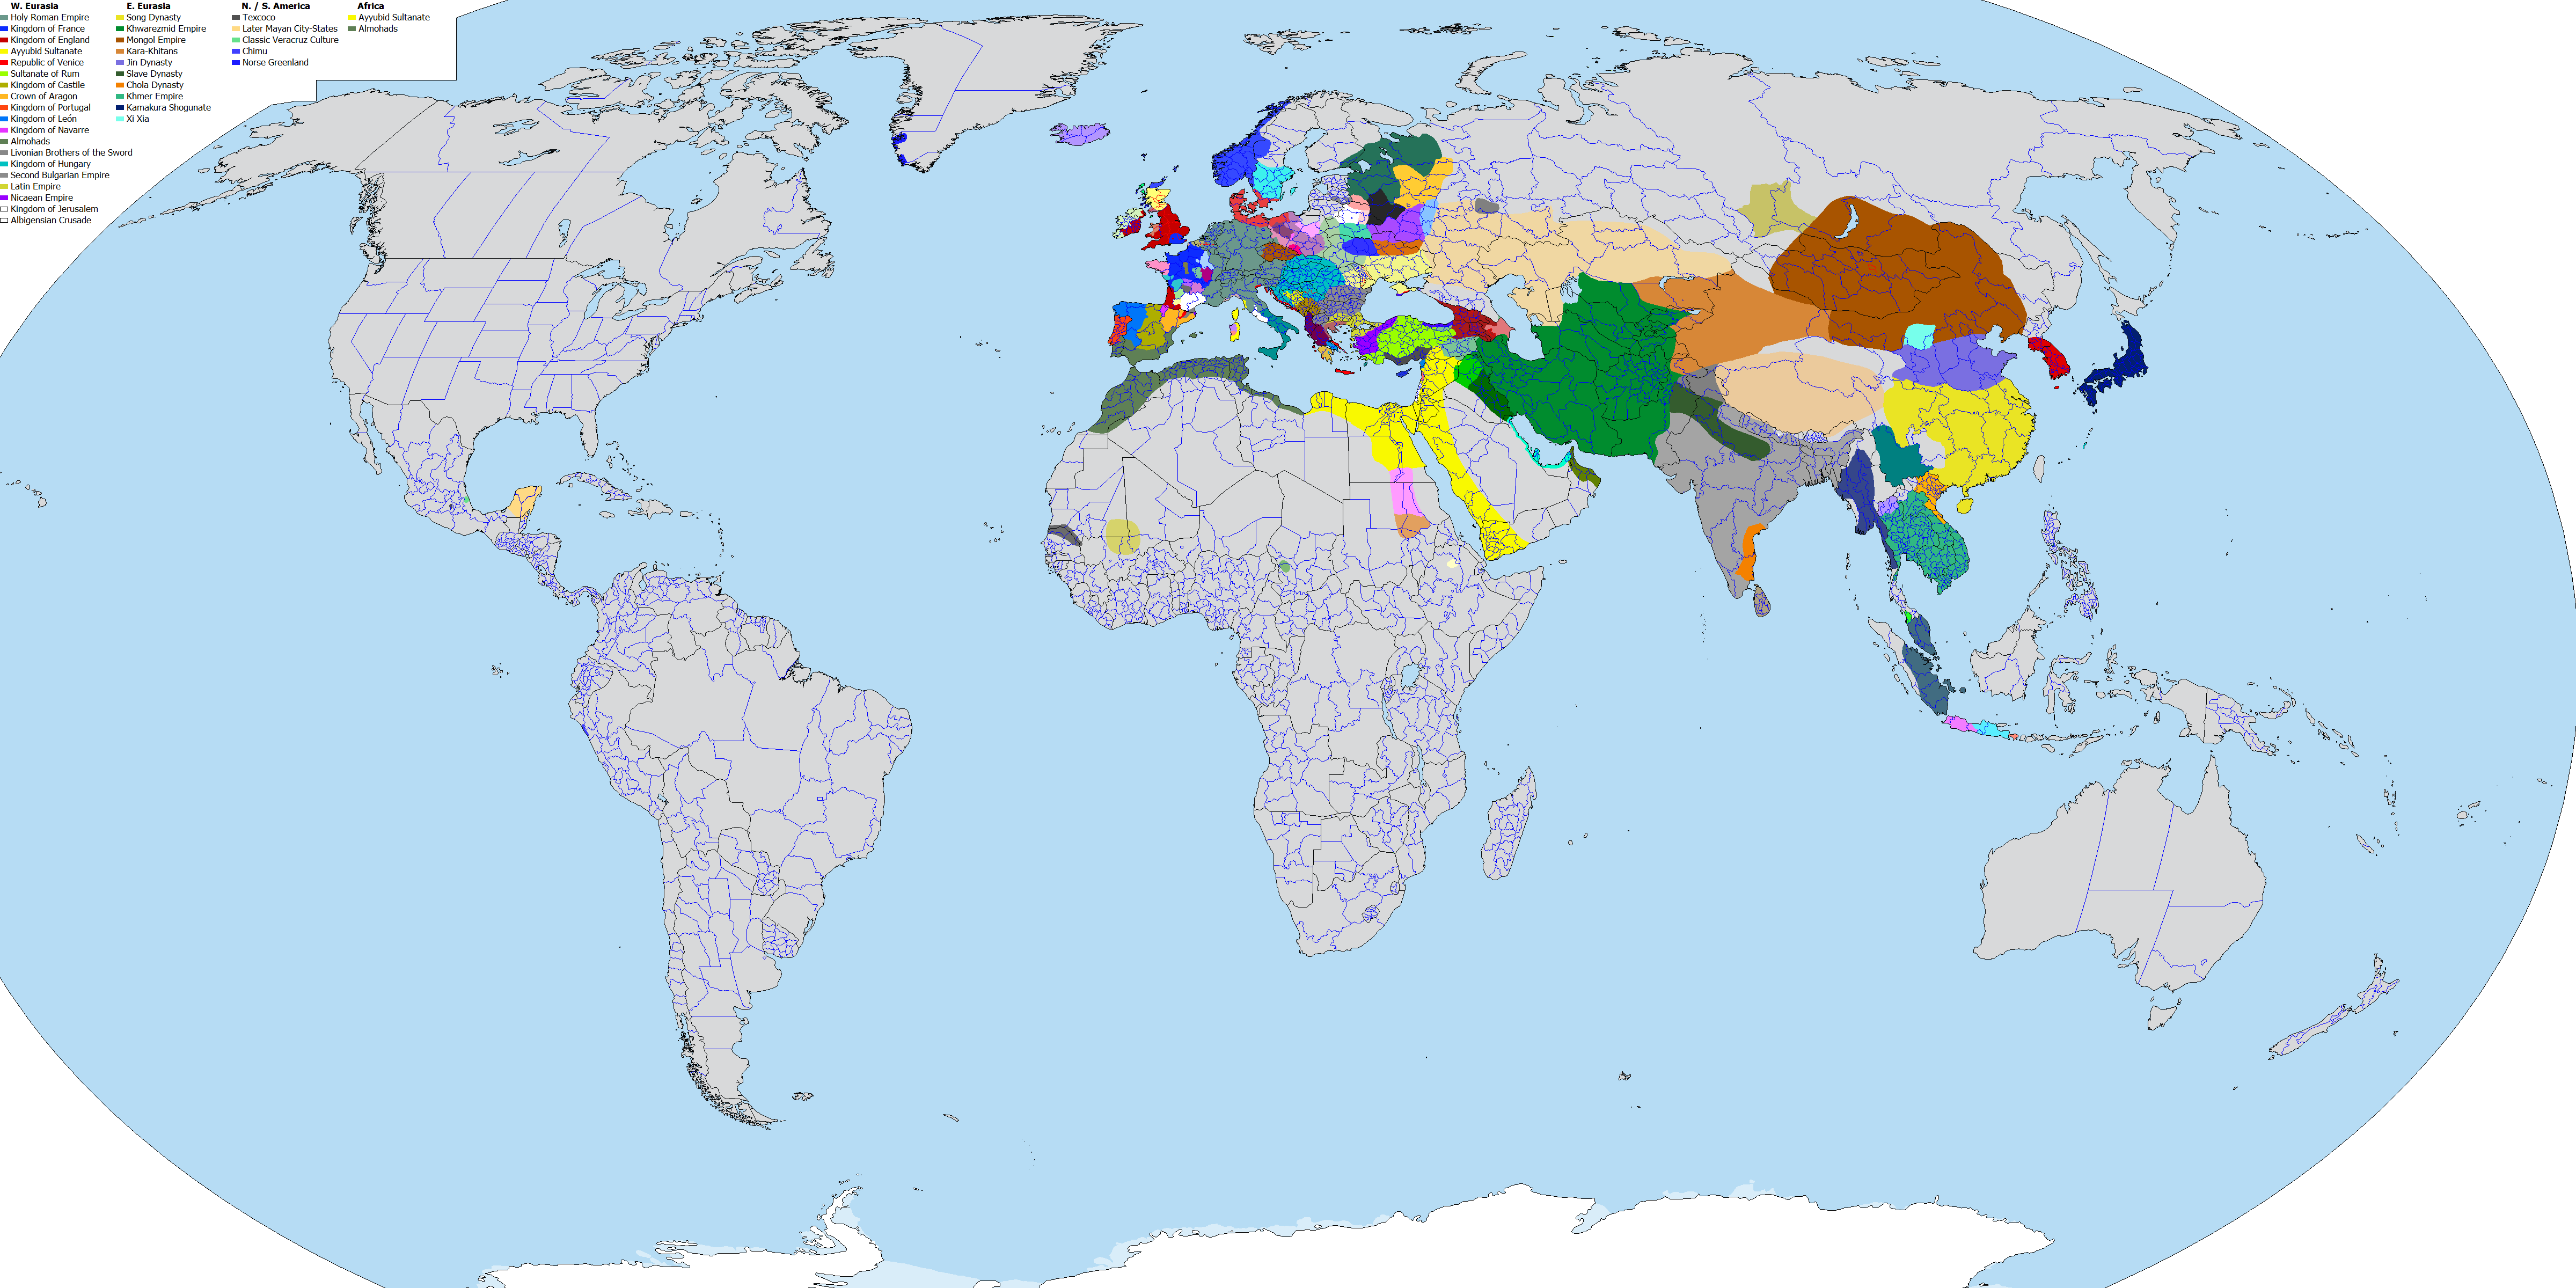 W. Eurasia
Holy Roman Empire
Kingdom of France
Kingdom of England
Ayyubid Sultanate
Republic of Venice
Sultanate of Rum
Kingdom of Castile
Crown of Aragon
Kingdom of Portugal
Kingdom of León
Kingdom of Navarre
Almohads
Livonian Brothers of the Sword
Kingdom of Hungary
Second Bulgarian Empire
Latin Empire
Nicaean Empire
Kingdom of Jerusalem
Albigensian Crusade
E. Eurasia
Song Dynasty
Khwarezmid Empire
Mongol Empire
Kara-Khitans
Jin Dynasty
Slave Dynasty
Chola Dynasty
Khmer Empire
Kamakura Shogunate
Xi Xia
N. / S. America
Texcoco
Later Mayan City-States
Classic Veracruz Culture
Chimu
Norse Greenland
Africa
Ayyubid Sultanate
Almohads